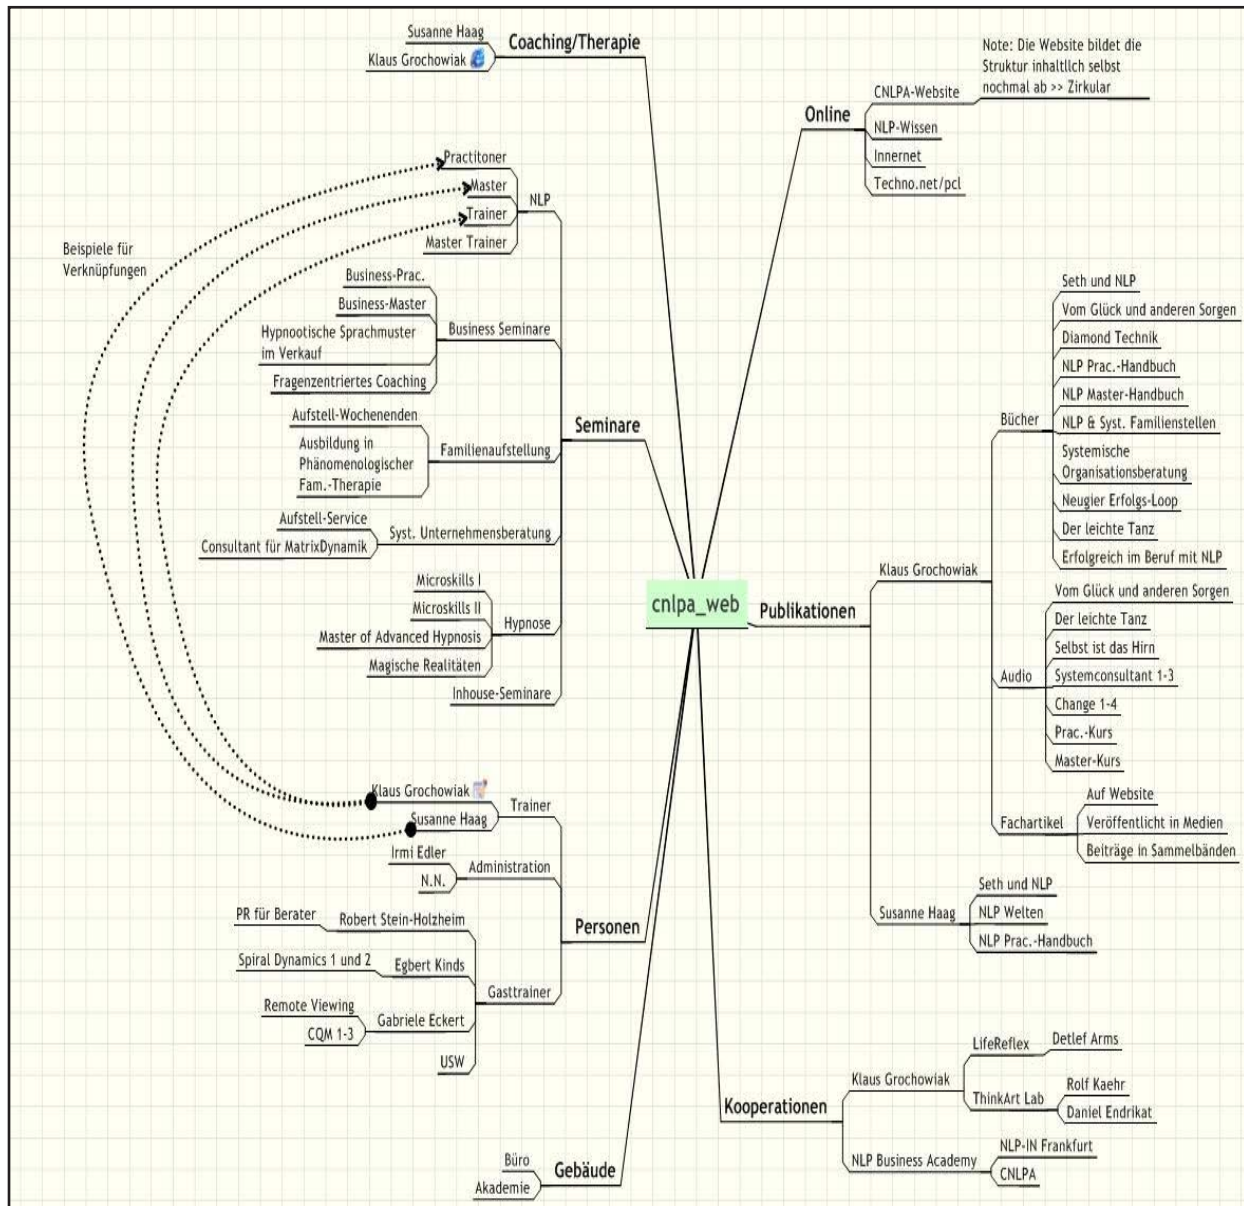 Susanne Haag
Klaus Grochowiak
Coaching/Therapie
Practitoner
Master
Trainer
Master Trainer
NLP
Beispiele für
Verknüpfungen
Business-Prac.
Business-Master
Hypnootische Sprachmuster
im Verkauf
Fragenzentriertes Coaching
Business Seminare
Aufstell-Wochenenden
Ausbildung in
Phänomenologischer
Fam.-Therapie
Familienaufstellung
Seminare
Aufstell-Service
Consultant für MatrixDynamik
Syst. Unternehmensberatung
Microskills I
Microskills II
Master of Advanced Hypnosis
Magische Realitäten
Hypnose
Inhouse-Seminare
Klaus Grochowiak
Susanne Haag
Trainer
Irmi Edler
N.N.
Administration
Personen
PR für Berater
Robert Stein-Holzheim
Spiral Dynamics 1 und 2
Egbert Kinds
Remote Viewing
CQM 1-3
Gabriele Eckert
USW
Gasttrainer
Büro
Akademie
Gebäude
cnlpa_web
Online
CNLPA-Website
Note: Die Website bildet die
Struktur inhaltlich selbst
nochmal ab >> Zirkular
NLP-Wissen
Innernet
Techno.net/pcl
Publikationen
Klaus Grochowiak
Bücher
Seth und NLP
Vom Glück und anderen Sorgen
Diamond Technik
NLP Prac.-Handbuch
NLP Master-Handbuch
NLP & Syst. Familienstellen
Systemische
Organisationsberatung
Neugier Erfolgs-Loop
Der leichte Tanz
Erfolgreich im Beruf mit NLP
Audio
Vom Glück und anderen Sorgen
Der leichte Tanz
Selbst ist das Hirn
Systemconsultant 1-3
Change 1-4
Prac.-Kurs
Master-Kurs
Fachartikel
Auf Website
Veröffentlicht in Medien
Beiträge in Sammelbänden
Susanne Haag
Seth und NLP
NLP Welten
NLP Prac.-Handbuch
Kooperationen
Klaus Grochowiak
LifeReflex
Detlef Arms
ThinkArt Lab
Rolf Kaehr
Daniel Endrikat
NLP Business Academy
NLP-IN Frankfurt
CNLPA